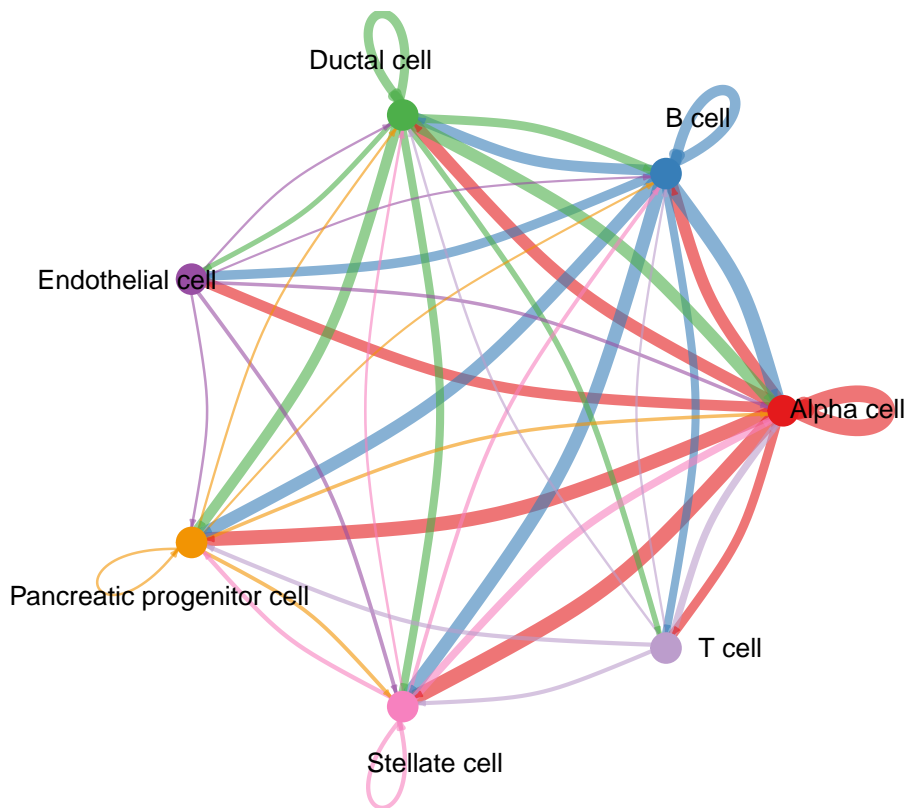 Ductal cell
B cell
Endothelial cell
Alpha cell
Pancreatic progenitor cell
T cell
Stellate cell